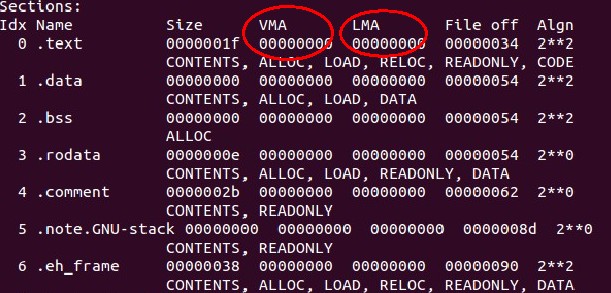 Sections:
Idx Name Size VMA LMA File off Algn
0 .text 0000001f 00000000 00000000 00000034 2**2
CONTENTS, ALLOC, LOAD, RELOC, READONLY, CODE
1 .data 00000000 00000000 00000000 00000054 2**2
CONTENTS, ALLOC, LOAD, DATA
2 .bss 00000000 00000000 00000000 00000054 2**2
ALLOC
3 .rodata 0000000e 00000000 00000000 00000054 2**0
CONTENTS, ALLOC, LOAD, READONLY, DATA
4 .comment 0000002b 00000000 00000000 00000062 2**0
CONTENTS, READONLY
5 .note.GNU-stack 00000000 00000000 00000000 0000008d 2**0
CONTENTS, READONLY
6 .eh_frame 00000038 00000000 00000000 00000090 2**2
CONTENTS, ALLOC, LOAD, RELOC, READONLY, DATA